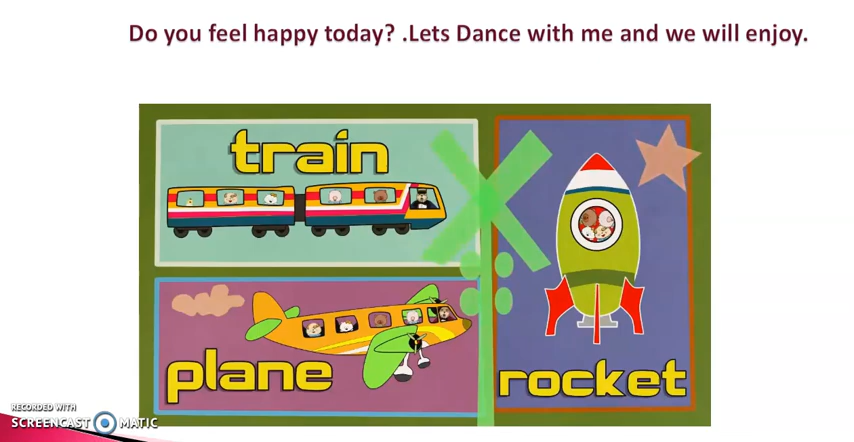 Do you feel happy today? .Lets Dance with me and we will enjoy.
train
plane
rocket
RECORDED WITH
SCREENCAST MATIC